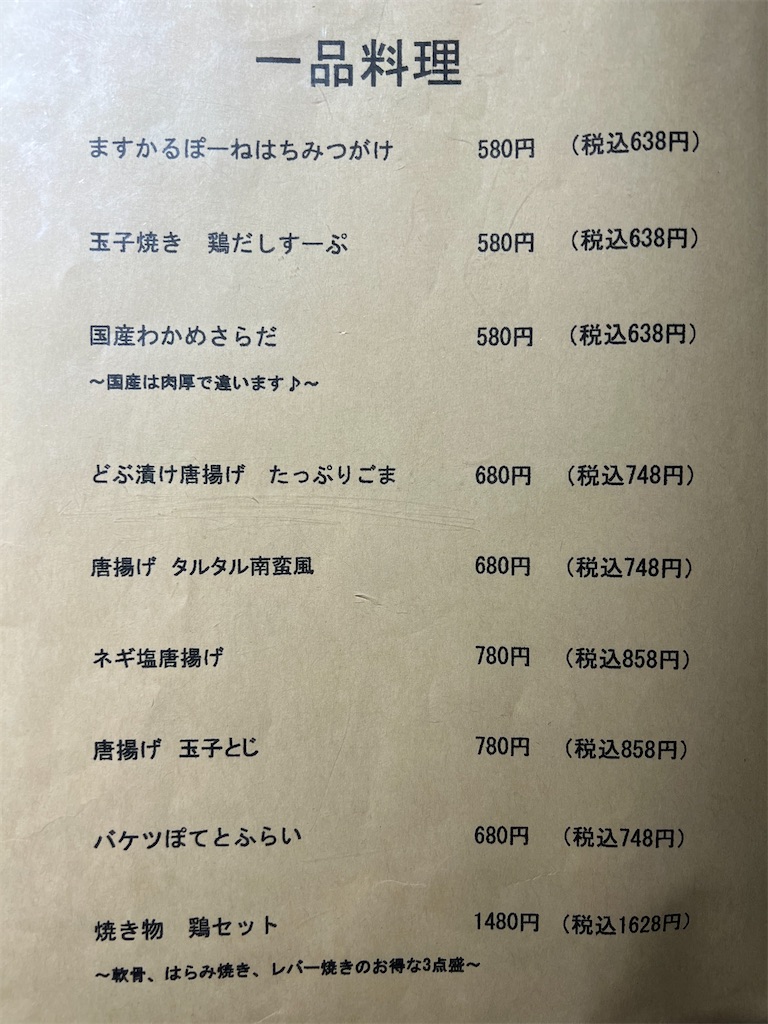 一品料理
ますかるぽーねはちみつがけ 580円 （税込638円）
玉子焼き　鶏だしすーぷ 580円 （税込638円）
国産わかめさらだ 580円 （税込638円）
～国産は肉厚で違います♪～
どぶ漬け唐揚げ　たっぷりごま 680円 （税込748円）
唐揚げ　タルタル南蛮風 680円 （税込748円）
ネギ塩唐揚げ 780円 （税込858円）
唐揚げ　玉子とじ 780円 （税込858円）
バケツぽてとふらい 680円 （税込748円）
焼き物　鶏セット 1480円 （税込1628円）
～軟骨、はらみ焼き、レバー焼きのお得な3点盛～